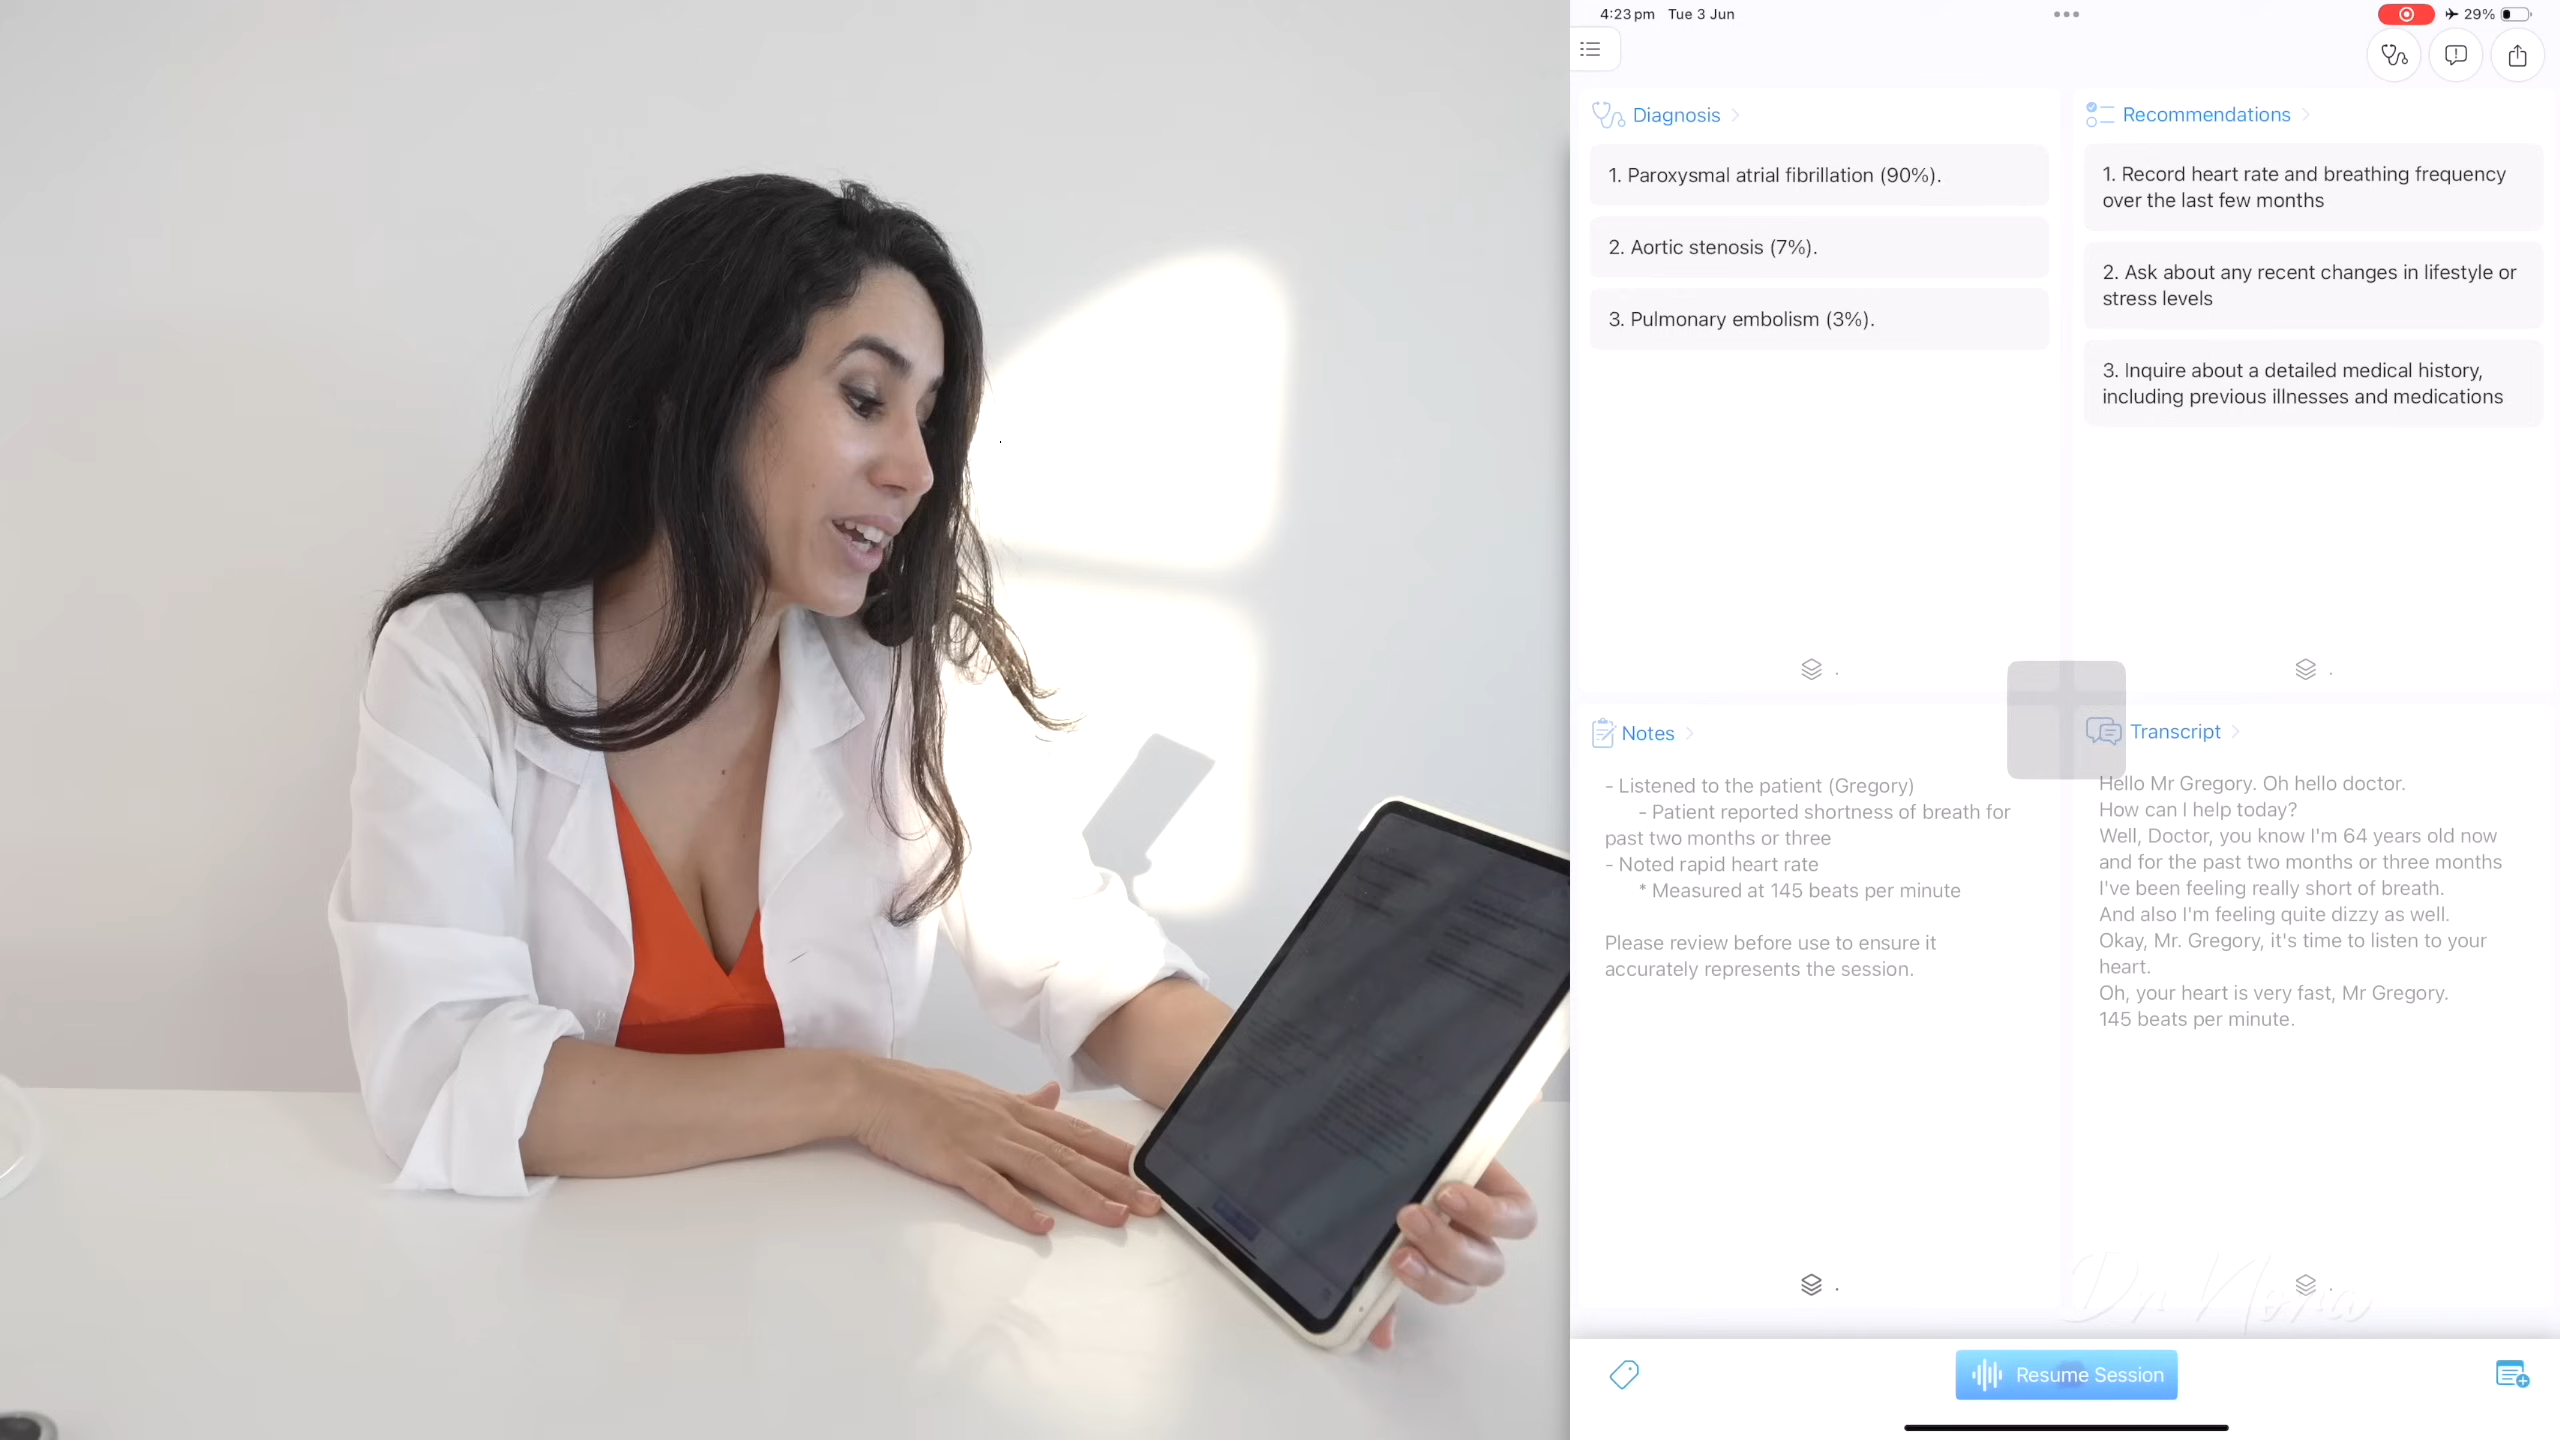 4:23 pm Tue 3 Jun
29%
Diagnosis
1. Paroxysmal atrial fibrillation (90%).
2. Aortic stenosis (7%).
3. Pulmonary embolism (3%).
Recommendations
1. Record heart rate and breathing frequency
over the last few months
2. Ask about any recent changes in lifestyle or
stress levels
3. Inquire about a detailed medical history,
including previous illnesses and medications
Notes
- Listened to the patient (Gregory)
- Patient reported shortness of breath for
past two months or three
- Noted rapid heart rate
* Measured at 145 beats per minute
Please review before use to ensure it
accurately represents the session.
Transcript
Hello Mr Gregory. Oh hello doctor.
How can I help today?
Well, Doctor, you know I'm 64 years old now
and for the past two months or three months
I've been feeling really short of breath.
And also I'm feeling quite dizzy as well.
Okay, Mr. Gregory, it's time to listen to your
heart.
Oh, your heart is very fast, Mr Gregory.
145 beats per minute.
Dr Nora
Resume Session